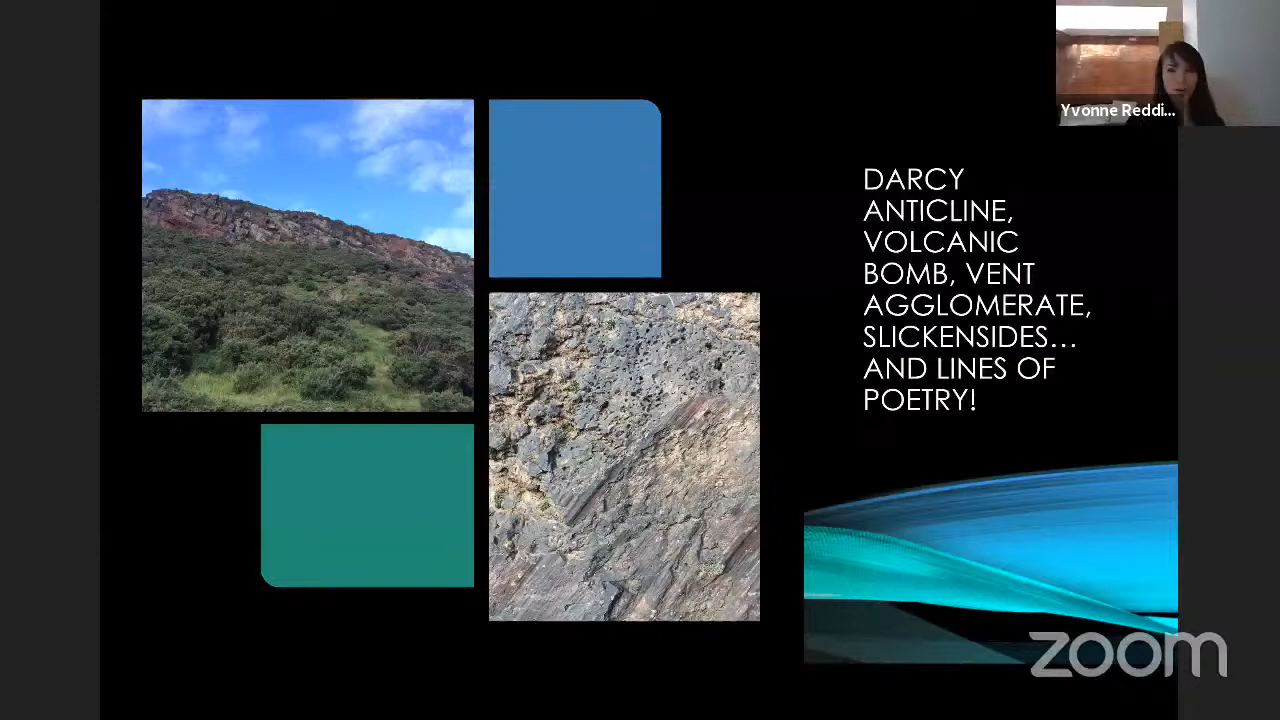 Yvonne Reddi...
DARCY
ANTICLINE,
VOLCANIC
BOMB, VENT
AGGLOMERATE,
SLICKENSIDES…
AND LINES OF
POETRY!
zoom